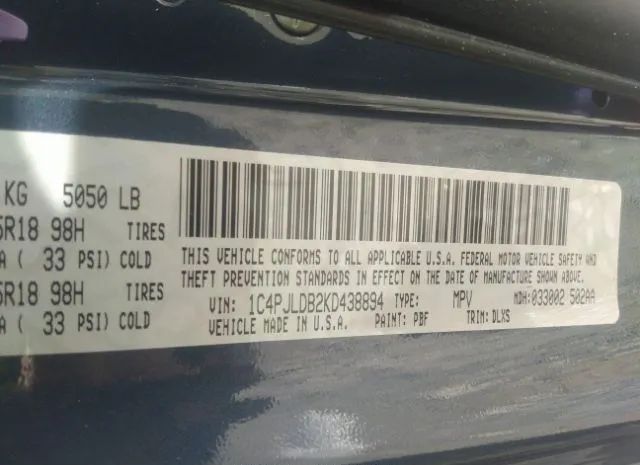 KG 5050 LB
5R18 98H TIRES
A ( 33 PSI) COLD
5R18 98H TIRES
A ( 33 PSI) COLD
THIS VEHICLE CONFORMS TO ALL APPLICABLE U.S.A. FEDERAL MOTOR VEHICLE SAFETY AND
THEFT PREVENTION STANDARDS IN EFFECT ON THE DATE OF MANUFACTURE SHOWN ABOVE.
VIN: 1C4PJLDB2KD438894 TYPE: MPV MDH:033002 502AA
VEHICLE MADE IN U.S.A. PAINT: PBF TRIM: DLXS